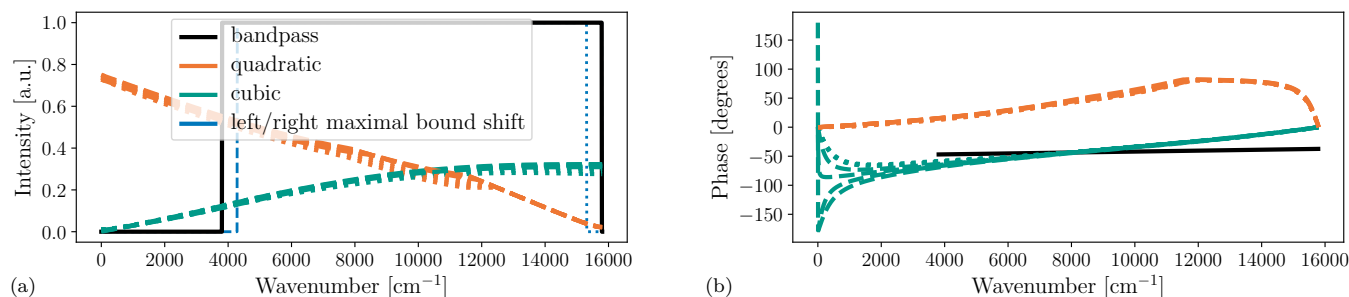 1.0
0.8
0.6
0.4
0.2
0.0
Intensity [a.u.]
bandpass
quadratic
cubic
left/right maximal bound shift
0 2000 4000 6000 8000 10000 12000 14000 16000
Wavenumber [cm⁻¹]
(a)
150
100
50
0
−50
−100
−150
Phase [degrees]
0 2000 4000 6000 8000 10000 12000 14000 16000
Wavenumber [cm⁻¹]
(b)